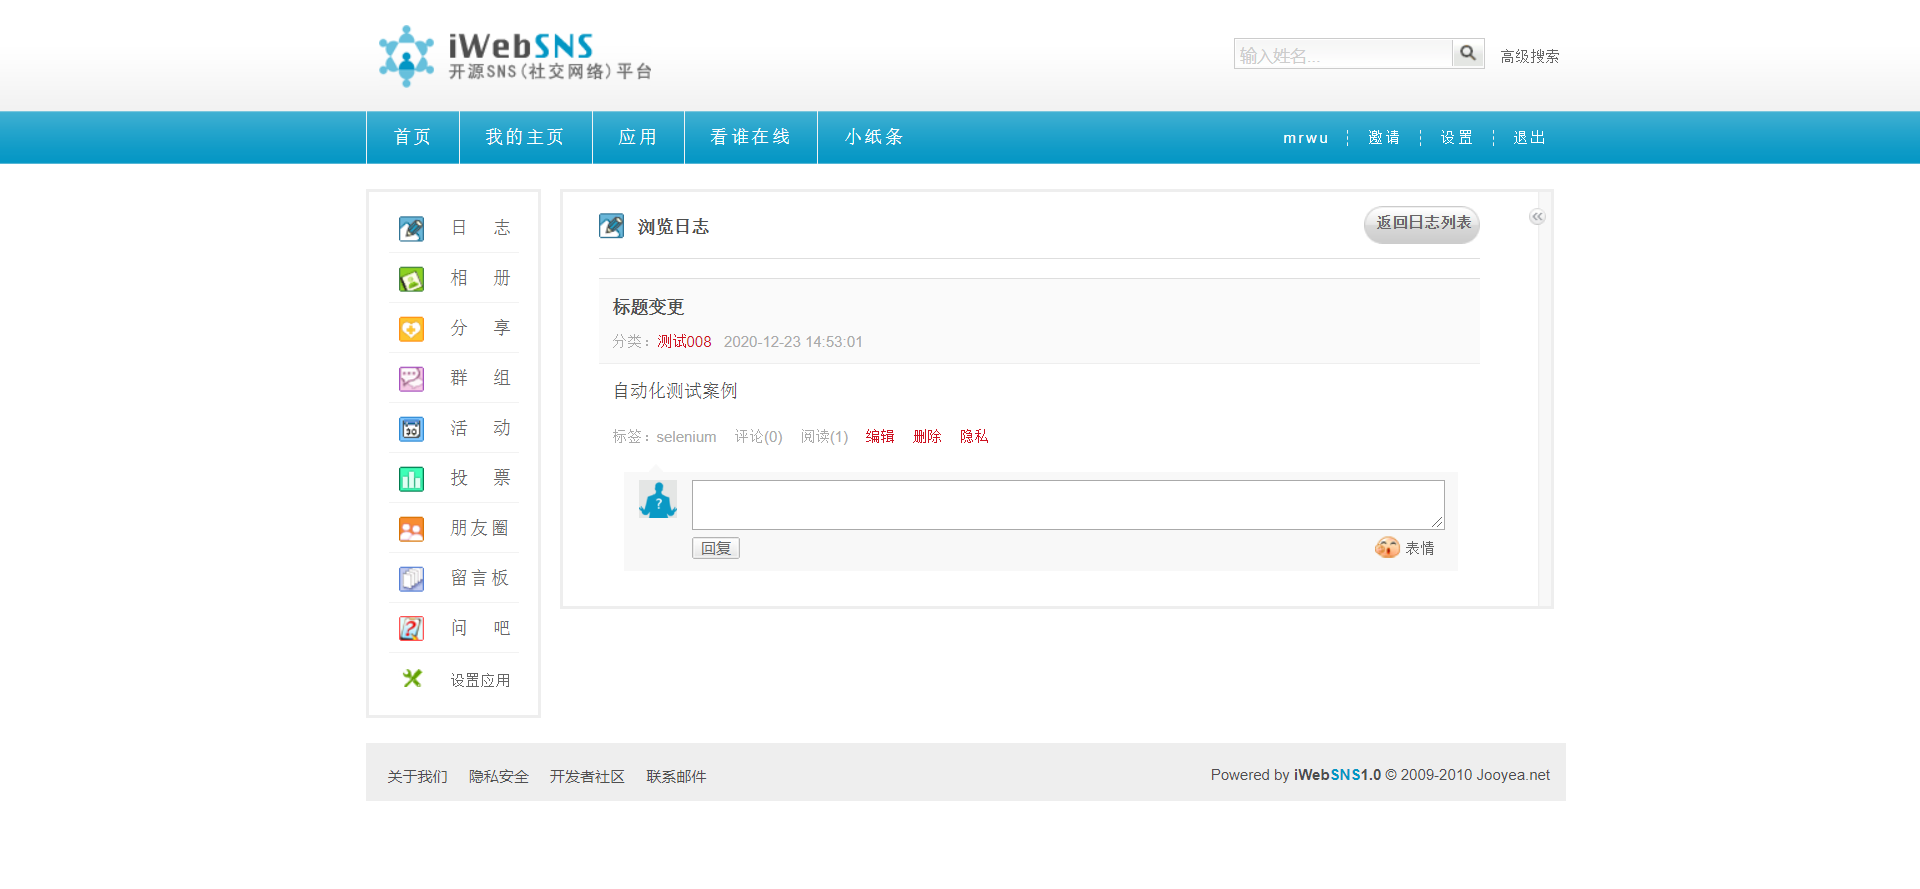 iWebSNS
开源SNS(社交网络)平台
输入姓名...
高级搜索
首页 我的主页 应用 看谁在线 小纸条 mrwu 邀请 设置 退出
日 志
相 册
分 享
群 组
活 动
30
投 票
朋友圈
留言板
问 吧
设置应用
浏览日志
返回日志列表
标题变更
分类：测试008 2020-12-23 14:53:01
自动化测试案例
标签：selenium 评论(0) 阅读(1) 编辑 删除 隐私
?
回复 表情
关于我们 隐私安全 开发者社区 联系邮件 Powered by iWebSNS1.0 © 2009-2010 Jooyea.net